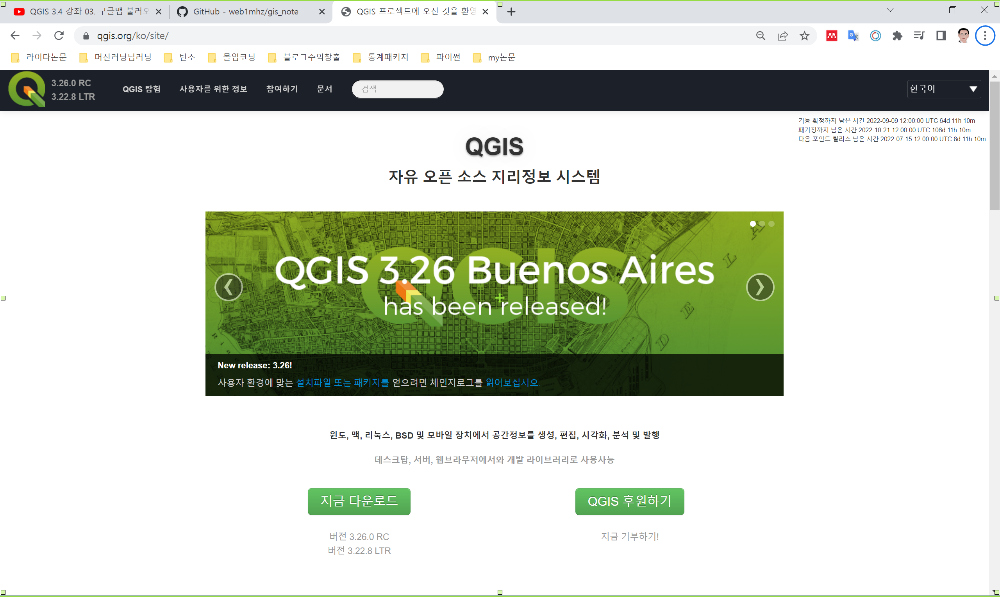 QGIS 3.4 강좌 03. 구글맵 불러오
GitHub - web1mhz/gis_note
QGIS 프로젝트에 오신 것을 환영
qgis.org/ko/site/
라이다논문
머신러닝딥러닝
탄소
몰입코딩
블로그수익창출
통계패키지
파이썬
my논문
3.26.0 RC
3.22.8 LTR
QGIS 탐험
사용자를 위한 정보
참여하기
문서
검색
한국어
기능 확정까지 남은 시간 2022-09-09 12:00:00 UTC 64d 11h 10m
패키징까지 남은 시간 2022-10-21 12:00:00 UTC 106d 11h 10m
다음 포인트 릴리스 남은 시간 2022-07-15 12:00:00 UTC 8d 11h 10m
QGIS
자유 오픈 소스 지리정보 시스템
QGIS
QGIS 3.26 Buenos Aires
has been released!
New release: 3.26!
사용자 환경에 맞는 설치파일 또는 패키지를 얻으려면 체인지로그를 읽어보십시오.
윈도, 맥, 리눅스, BSD 및 모바일 장치에서 공간정보를 생성, 편집, 시각화, 분석 및 발행
데스크탑, 서버, 웹브라우저에서와 개발 라이브러리로 사용사능
지금 다운로드
QGIS 후원하기
버전 3.26.0 RC
버전 3.22.8 LTR
지금 기부하기!